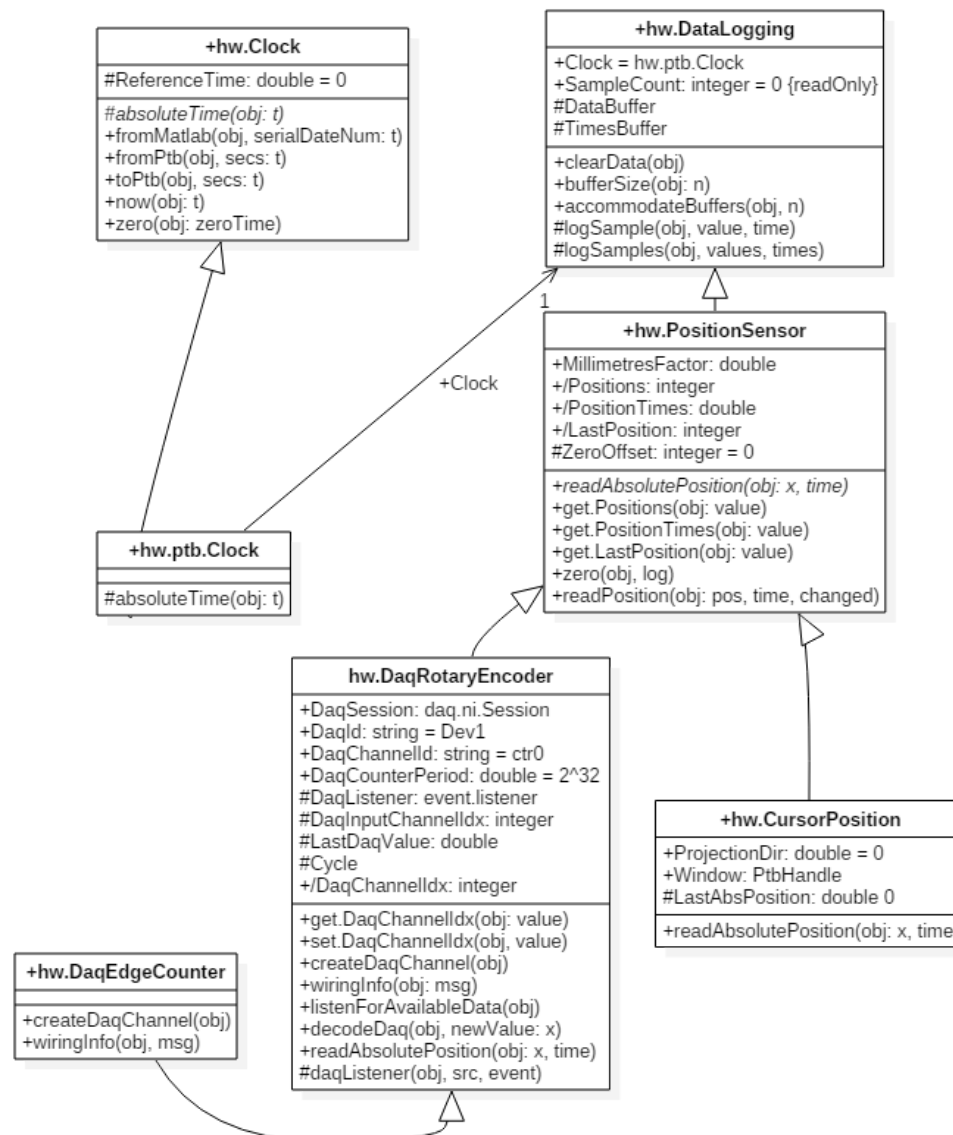 +hw.Clock
#ReferenceTime: double = 0
#absoluteTime(obj: t)
+fromMatlab(obj, serialDateNum: t)
+fromPtb(obj, secs: t)
+toPtb(obj, secs: t)
+now(obj: t)
+zero(obj: zeroTime)
+hw.DataLogging
+Clock = hw.ptb.Clock
+SampleCount: integer = 0 {readOnly}
#DataBuffer
#TimesBuffer
+clearData(obj)
+bufferSize(obj: n)
+accommodateBuffers(obj, n)
#logSample(obj, value, time)
#logSamples(obj, values, times)
1
+Clock
+hw.PositionSensor
+MillimetresFactor: double
+/Positions: integer
+/PositionTimes: double
+/LastPosition: integer
#ZeroOffset: integer = 0
+readAbsolutePosition(obj: x, time)
+get.Positions(obj: value)
+get.PositionTimes(obj: value)
+get.LastPosition(obj: value)
+zero(obj, log)
+readPosition(obj: pos, time, changed)
+hw.ptb.Clock
#absoluteTime(obj: t)
hw.DaqRotaryEncoder
+DaqSession: daq.ni.Session
+DaqId: string = Dev1
+DaqChannelId: string = ctr0
+DaqCounterPeriod: double = 2^32
#DaqListener: event.listener
#DaqInputChannelIdx: integer
#LastDaqValue: double
#Cycle
+/DaqChannelIdx: integer
+get.DaqChannelIdx(obj: value)
+set.DaqChannelIdx(obj, value)
+createDaqChannel(obj)
+wiringInfo(obj: msg)
+listenForAvailableData(obj)
+decodeDaq(obj, newValue: x)
+readAbsolutePosition(obj: x, time)
#daqListener(obj, src, event)
+hw.CursorPosition
+ProjectionDir: double = 0
+Window: PtbHandle
#LastAbsPosition: double 0
+readAbsolutePosition(obj: x, time
+hw.DaqEdgeCounter
+createDaqChannel(obj)
+wiringInfo(obj, msg)